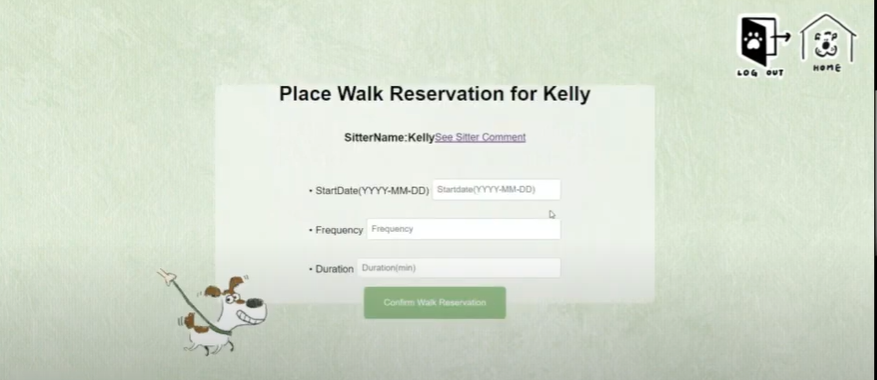 LOG OUT
HOME
Place Walk Reservation for Kelly
SitterName:KellySee Sitter Comment
• StartDate(YYYY-MM-DD) Startdate(YYYY-MM-DD)
• Frequency Frequency
• Duration Duration(min)
Confirm Walk Reservation